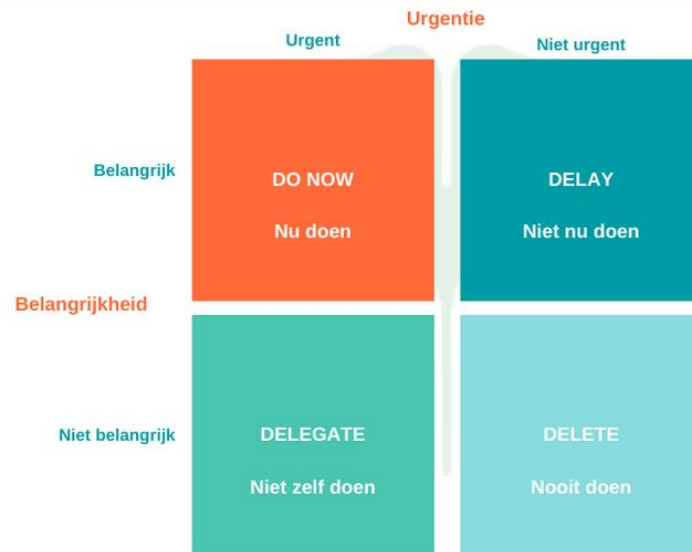 Urgentie
Urgent
Niet urgent
Belangrijk
DO NOW
DELAY
Nu doen
Niet nu doen
Belangrijkheid
Niet belangrijk
DELEGATE
DELETE
Niet zelf doen
Nooit doen